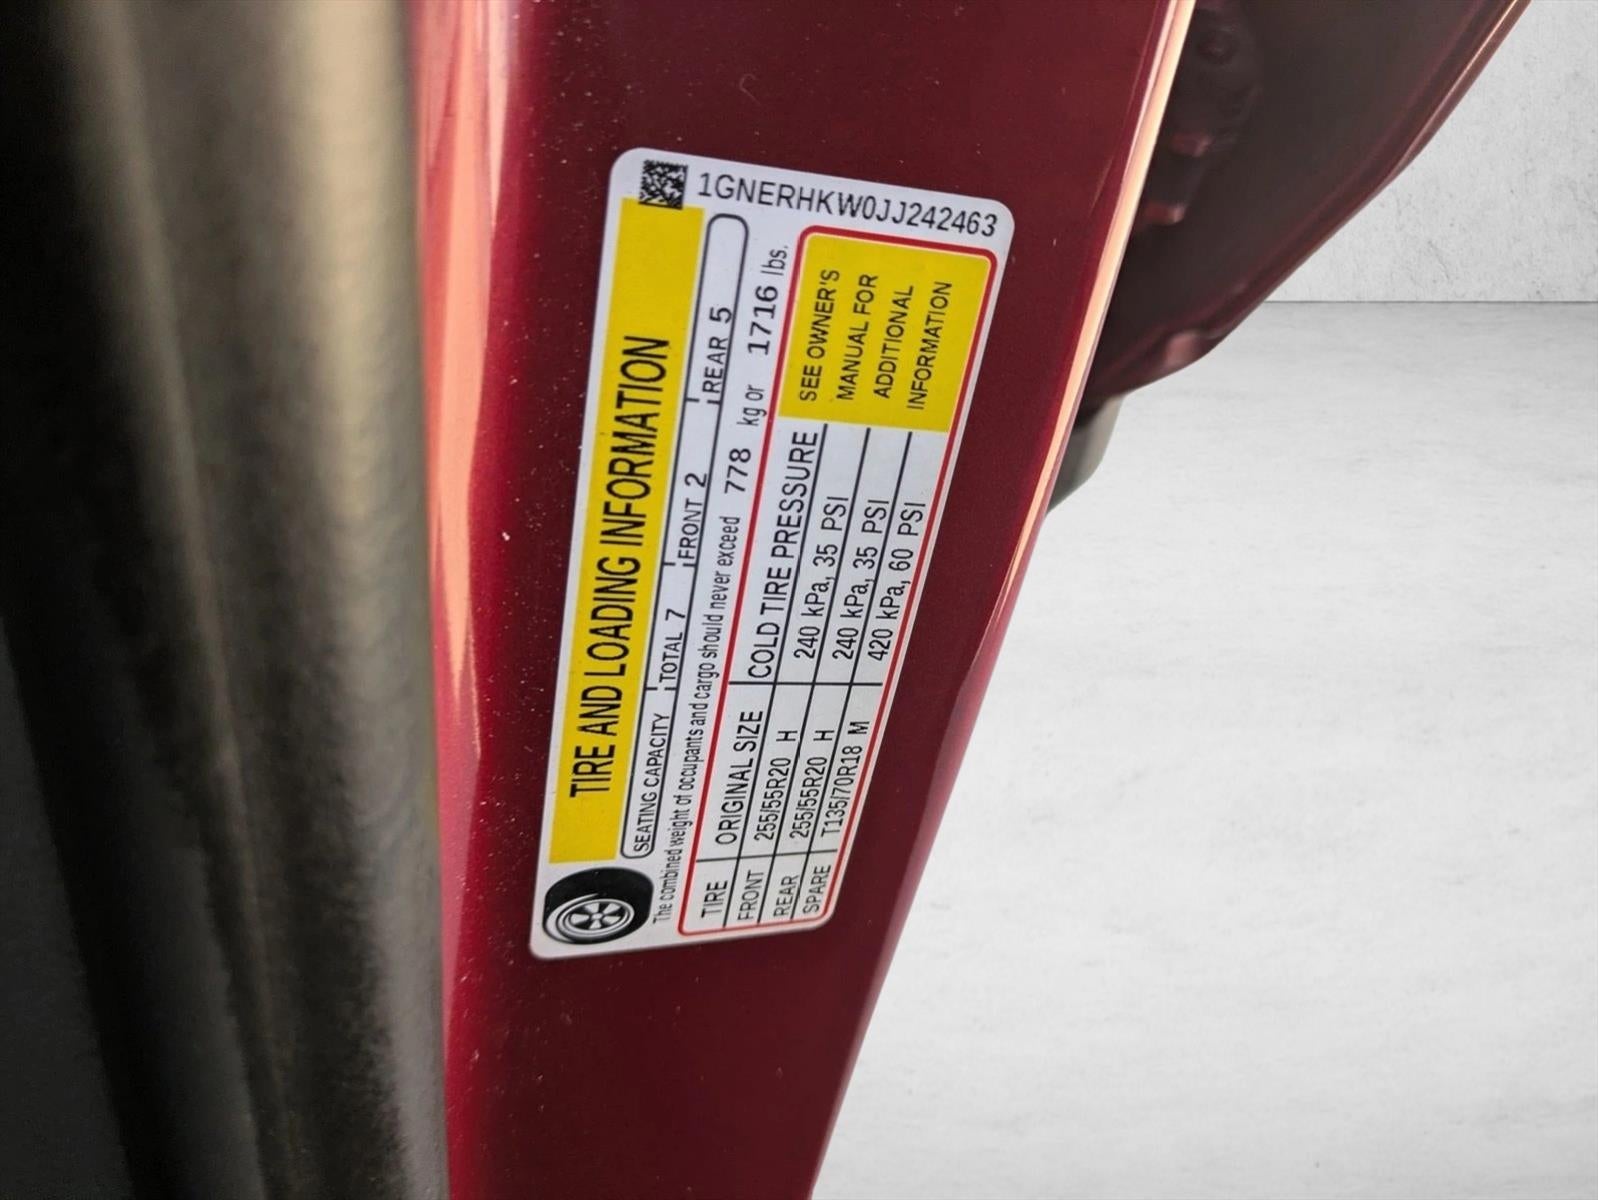 1GNERHKW0JJ242463
TIRE AND LOADING INFORMATION
SEATING CAPACITY TOTAL 7 FRONT 2 REAR 5
The combined weight of occupants and cargo should never exceed 778 kg or 1716 lbs.
TIRE ORIGINAL SIZE COLD TIRE PRESSURE
FRONT 255/55R20 H 240 kPa, 35 PSI
REAR 255/55R20 H 240 kPa, 35 PSI
SPARE T135/70R18 M 420 kPa, 60 PSI
SEE OWNER'S
MANUAL FOR
ADDITIONAL
INFORMATION